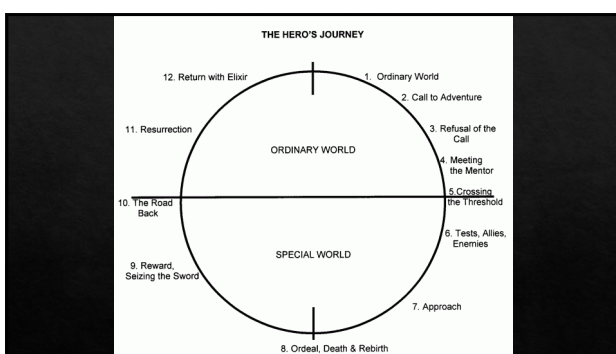 THE HERO'S JOURNEY
12. Return with Elixir
1. Ordinary World
2. Call to Adventure
11. Resurrection
3. Refusal of the
Call
ORDINARY WORLD
4. Meeting
the Mentor
10. The Road
Back
5.Crossing
the Threshold
6. Tests, Allies,
Enemies
SPECIAL WORLD
9. Reward,
Seizing the Sword
7. Approach
8. Ordeal, Death & Rebirth